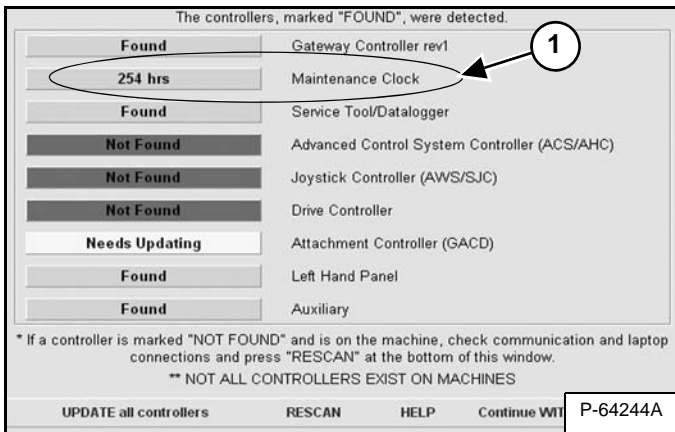 The controllers, marked "FOUND", were detected.
Found Gateway Controller rev1
1
254 hrs Maintenance Clock
Found Service Tool/Datalogger
Not Found Advanced Control System Controller (ACS/AHC)
Not Found Joystick Controller (AWS/SJC)
Not Found Drive Controller
Needs Updating Attachment Controller (GACD)
Found Left Hand Panel
Found Auxiliary
* If a controller is marked "NOT FOUND" and is on the machine, check communication and laptop
connections and press "RESCAN" at the bottom of this window.
** NOT ALL CONTROLLERS EXIST ON MACHINES
UPDATE all controllers RESCAN HELP Continue WIT
P-64244A